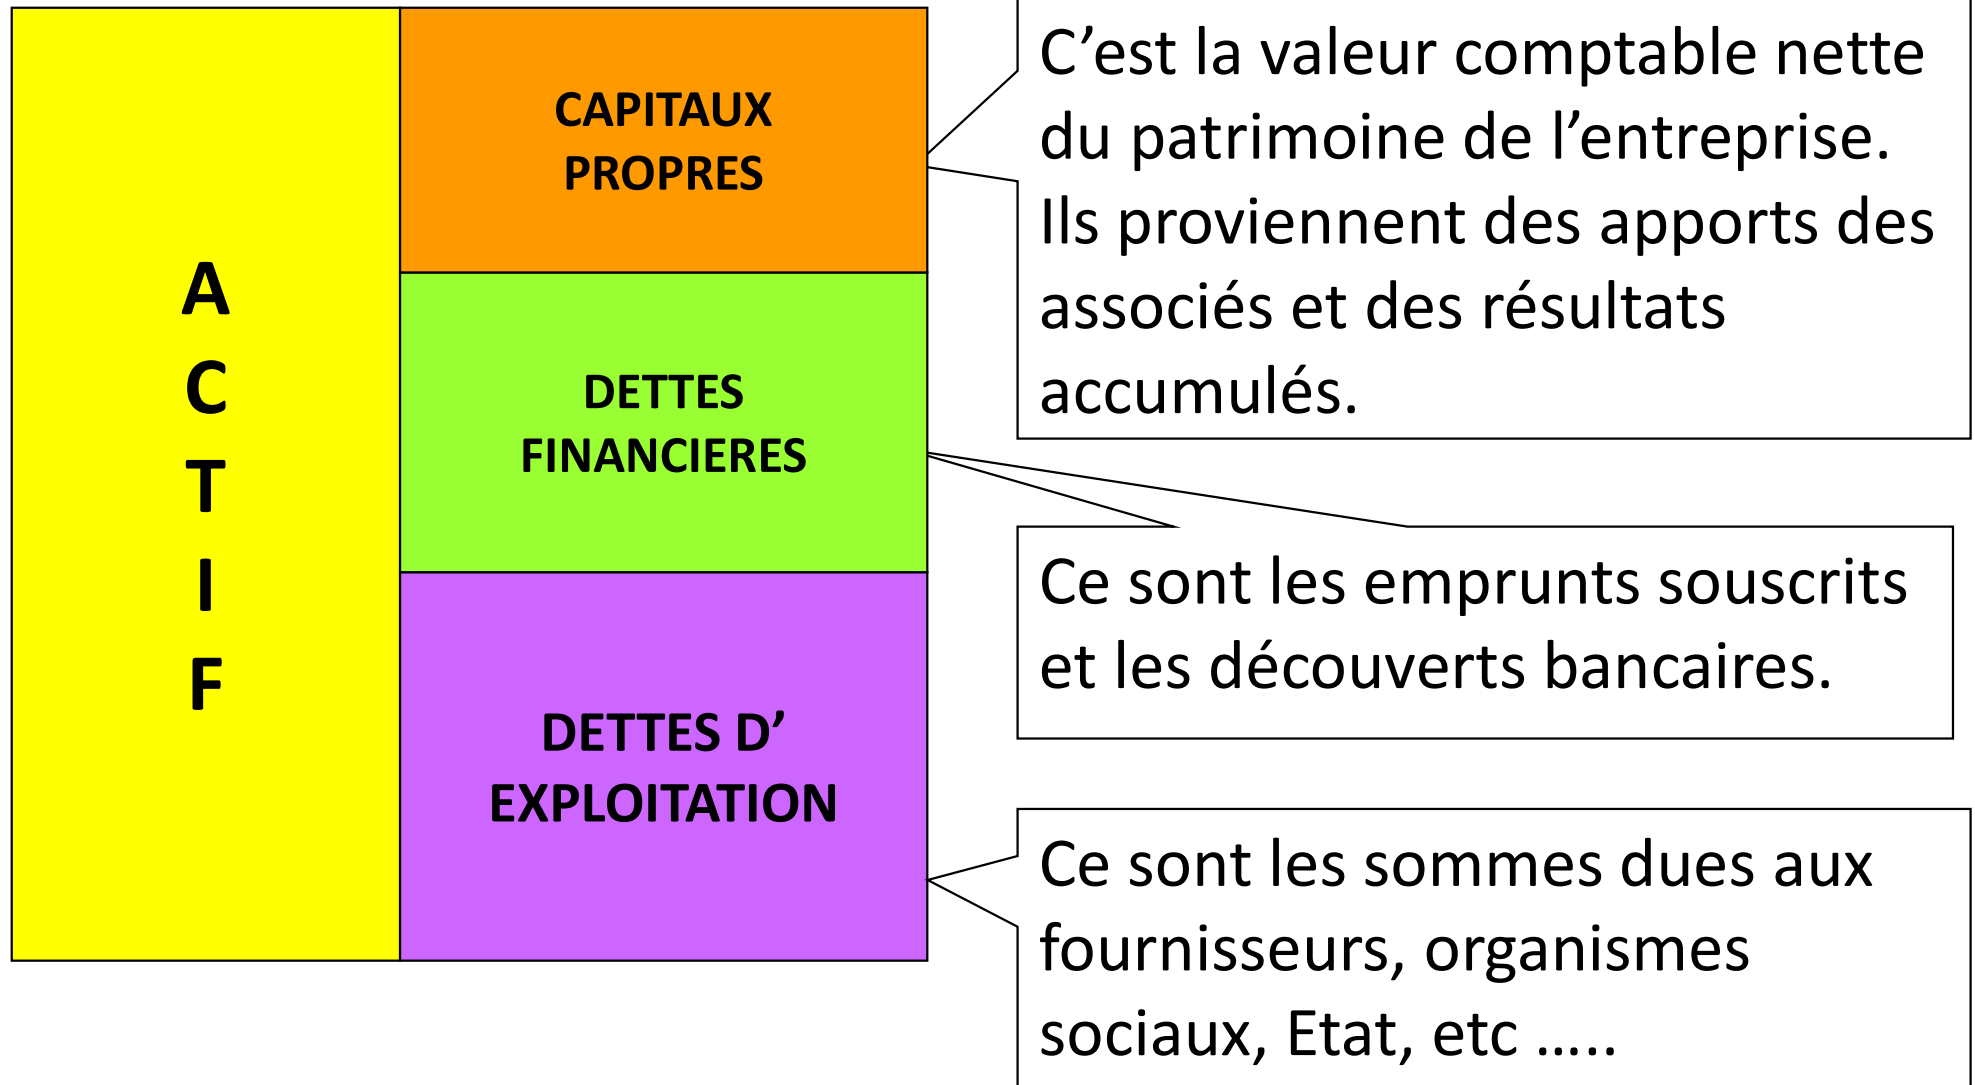 A
C
T
I
F
CAPITAUX
PROPRES
DETTES
FINANCIERES
DETTES D’
EXPLOITATION
C’est la valeur comptable nette
du patrimoine de l’entreprise.
Ils proviennent des apports des
associés et des résultats
accumulés.
Ce sont les emprunts souscrits
et les découverts bancaires.
Ce sont les sommes dues aux
fournisseurs, organismes
sociaux, Etat, etc …..